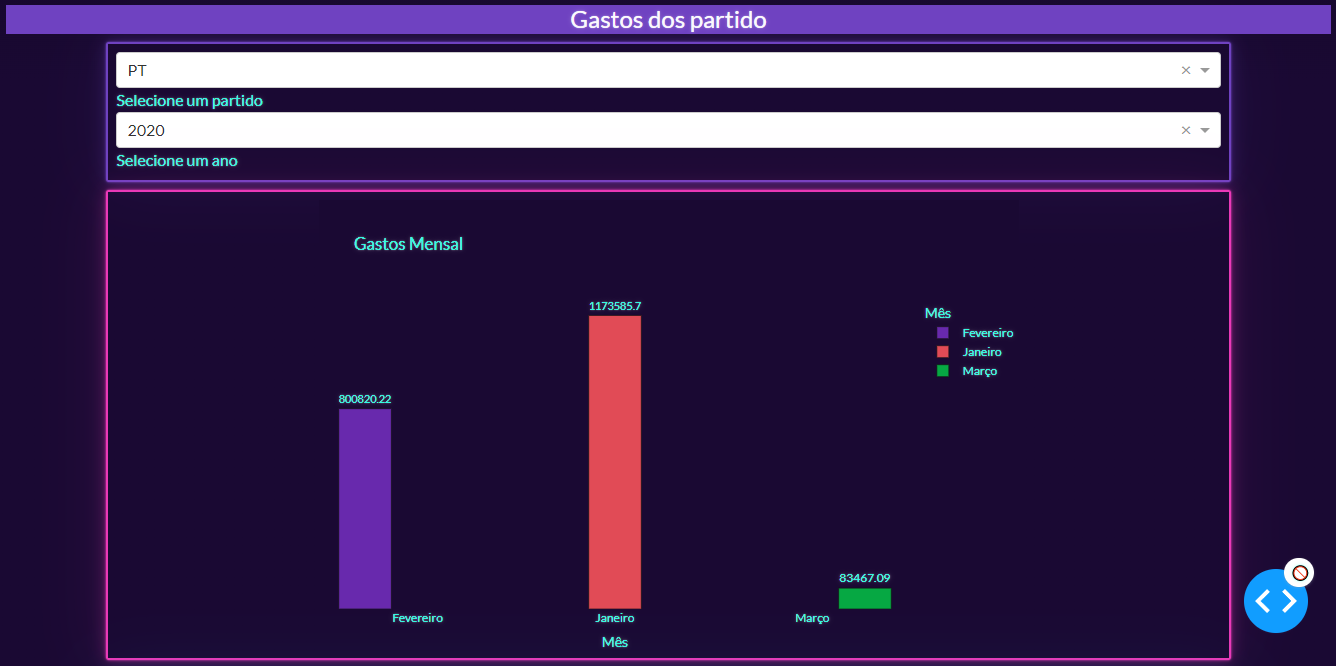 Gastos dos partido
PT
Selecione um partido
2020
Selecione um ano
Gastos Mensal
1173585.7
Mês
Fevereiro
Janeiro
Março
800820.22
83467.09
Fevereiro Janeiro Março
Mês